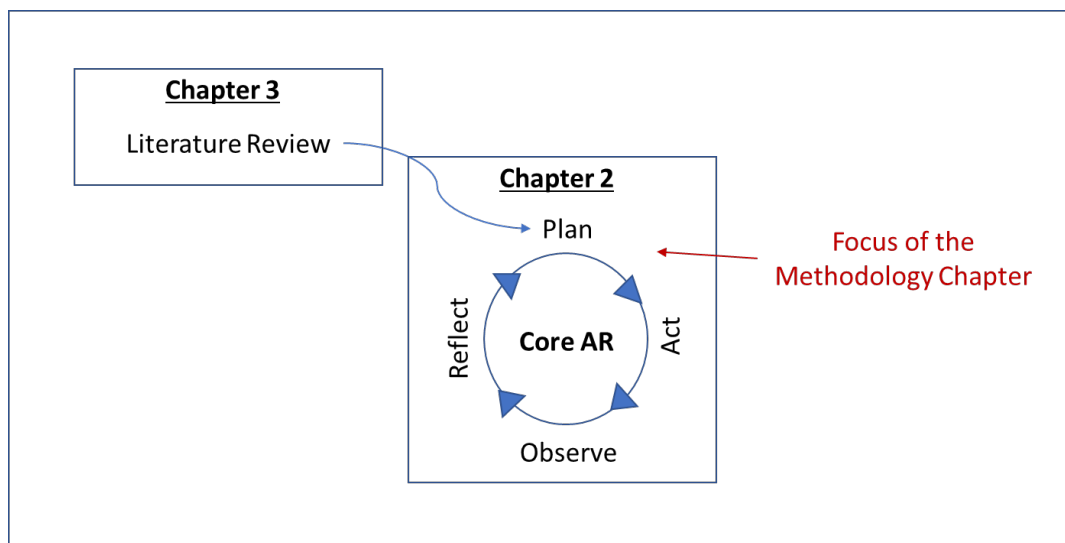 Chapter 3
Literature Review
Chapter 2
Plan
Focus of the
Methodology Chapter
Reflect
Core AR
Act
Observe